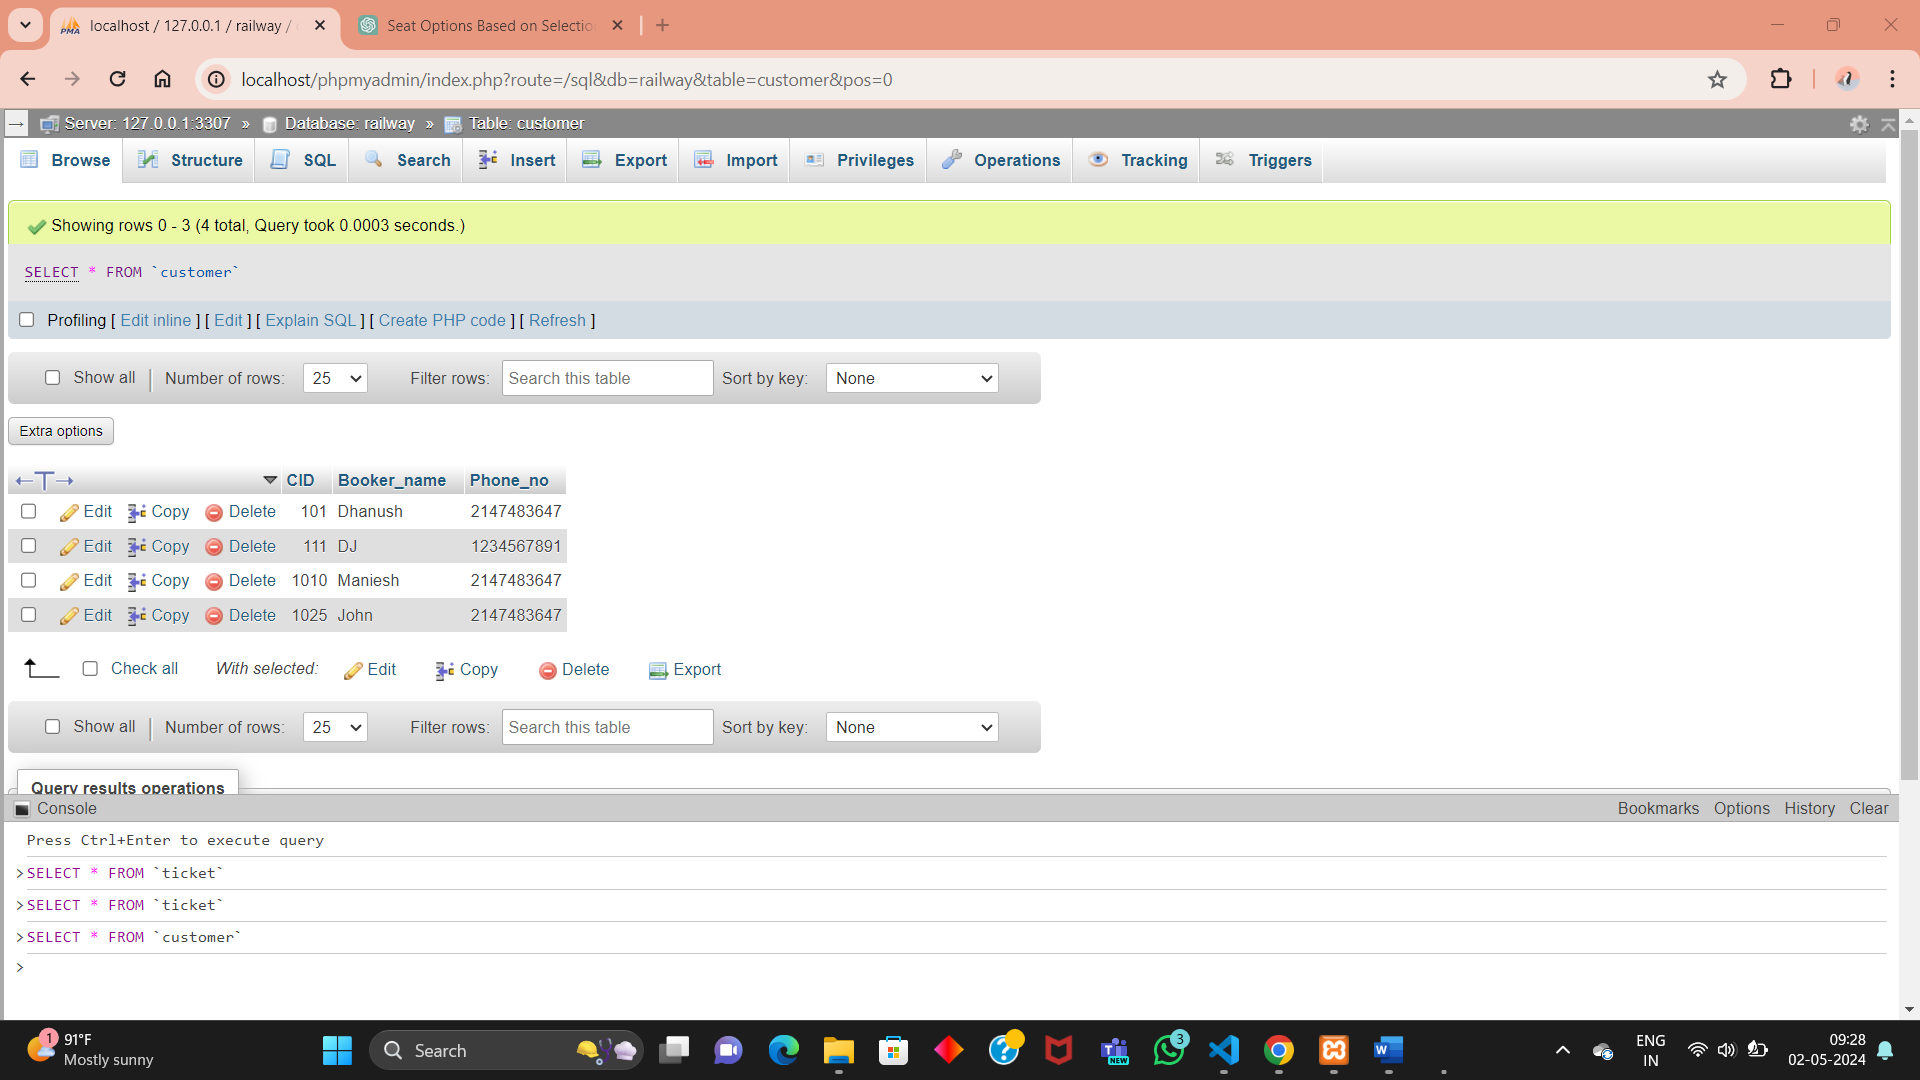 localhost / 127.0.0.1 / railway /
Seat Options Based on Selectio
localhost/phpmyadmin/index.php?route=/sql&db=railway&table=customer&pos=0
Server: 127.0.0.1:3307 » Database: railway » Table: customer
Browse Structure SQL Search Insert Export Import Privileges Operations Tracking Triggers
Showing rows 0 - 3 (4 total, Query took 0.0003 seconds.)
SELECT * FROM `customer`
Profiling [ Edit inline ] [ Edit ] [ Explain SQL ] [ Create PHP code ] [ Refresh ]
Show all Number of rows: 25 Filter rows: Search this table Sort by key: None
Extra options
CID Booker_name Phone_no
Edit Copy Delete 101 Dhanush 2147483647
Edit Copy Delete 111 DJ 1234567891
Edit Copy Delete 1010 Maniesh 2147483647
Edit Copy Delete 1025 John 2147483647
Check all With selected: Edit Copy Delete Export
Show all Number of rows: 25 Filter rows: Search this table Sort by key: None
Query results operations
Console Bookmarks Options History Clear
Press Ctrl+Enter to execute query
>SELECT * FROM `ticket`
>SELECT * FROM `ticket`
>SELECT * FROM `customer`
>
1 91°F
Mostly sunny
Search
NEW
3
ENG
IN
09:28
02-05-2024